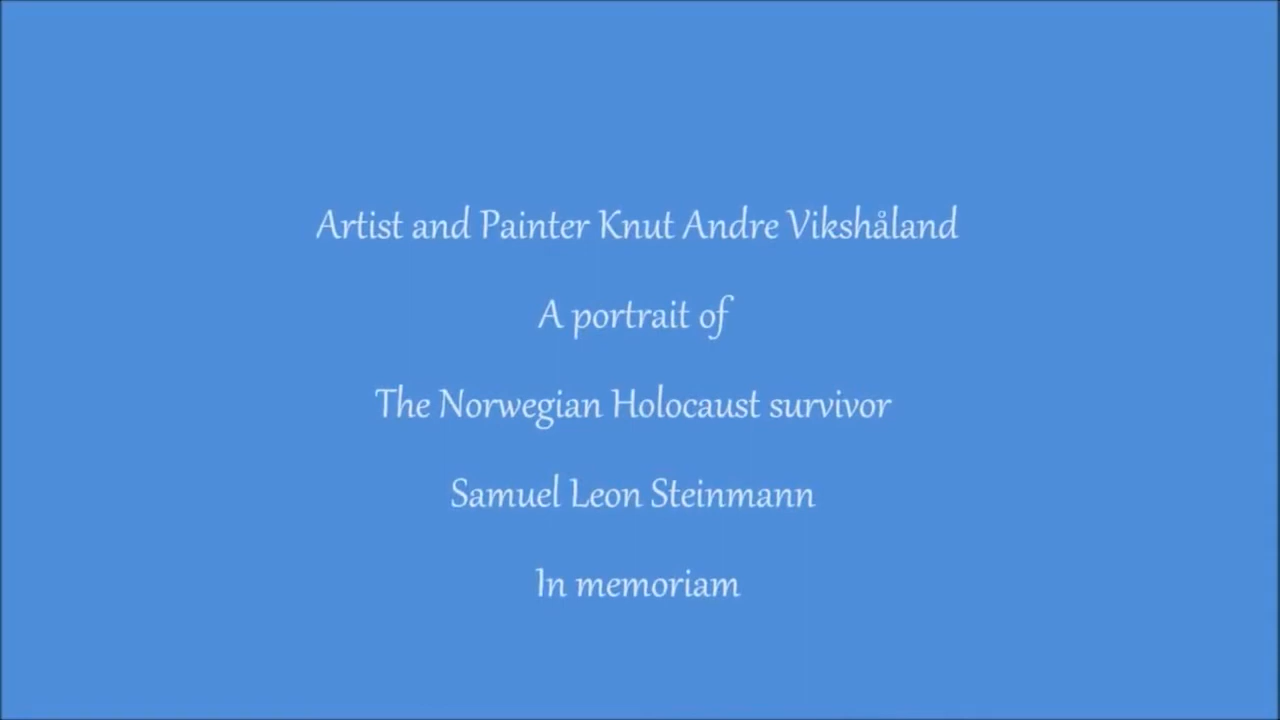 Artist and Painter Knut Andre Vikshåland
A portrait of
The Norwegian Holocaust survivor
Samuel Leon Steinmann
In memoriam